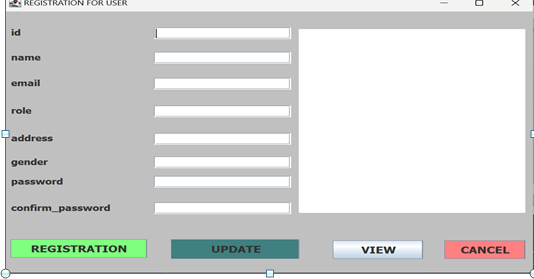 REGISTRATION FOR USER
id
name
email
role
address
gender
password
confirm_password
REGISTRATION UPDATE VIEW CANCEL